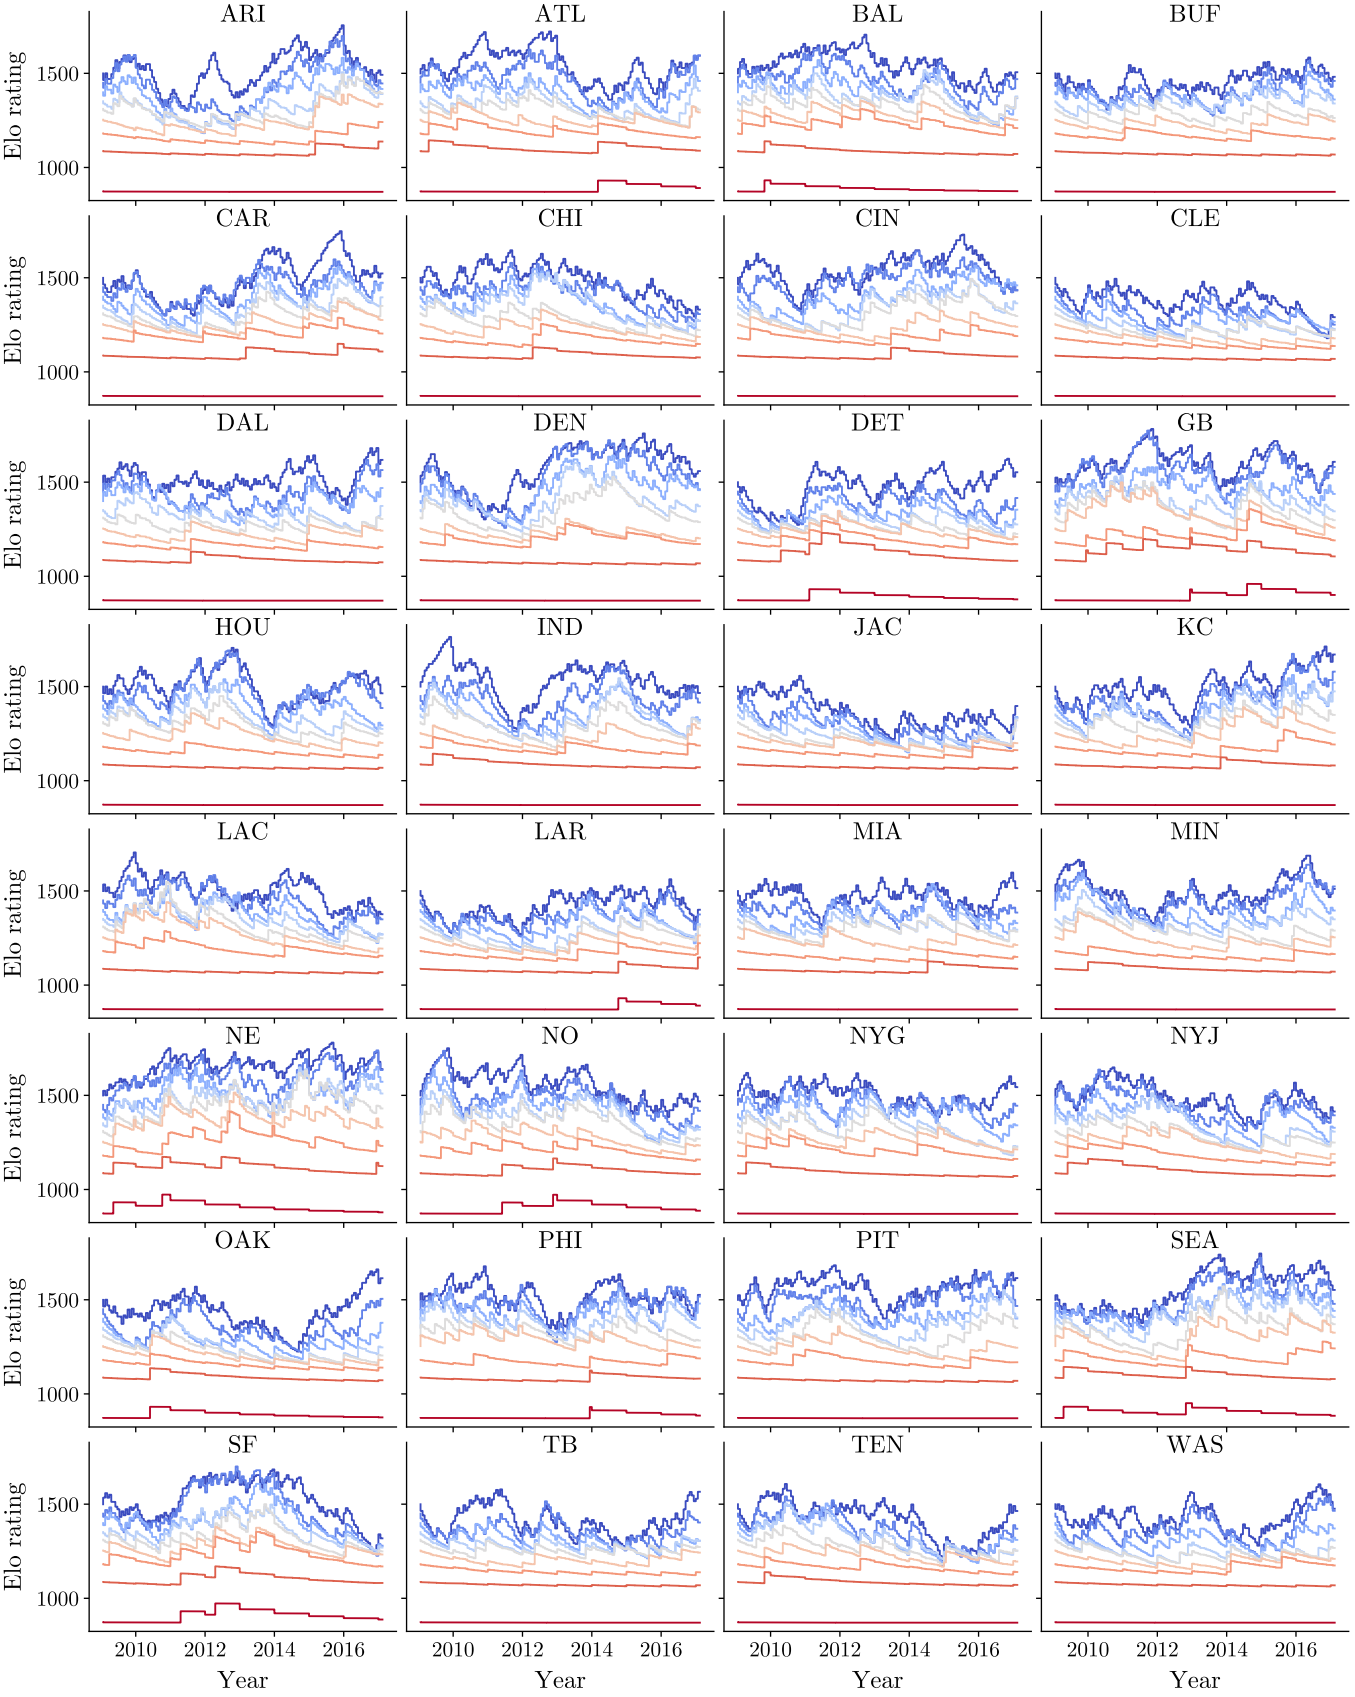 ARI ATL BAL BUF
Elo rating
1500
1000
CAR CHI CIN CLE
Elo rating
1500
1000
DAL DEN DET GB
Elo rating
1500
1000
HOU IND JAC KC
Elo rating
1500
1000
LAC LAR MIA MIN
Elo rating
1500
1000
NE NO NYG NYJ
Elo rating
1500
1000
OAK PHI PIT SEA
Elo rating
1500
1000
SF TB TEN WAS
Elo rating
1500
1000
2010 2012 2014 2016 2010 2012 2014 2016 2010 2012 2014 2016 2010 2012 2014 2016
Year Year Year Year